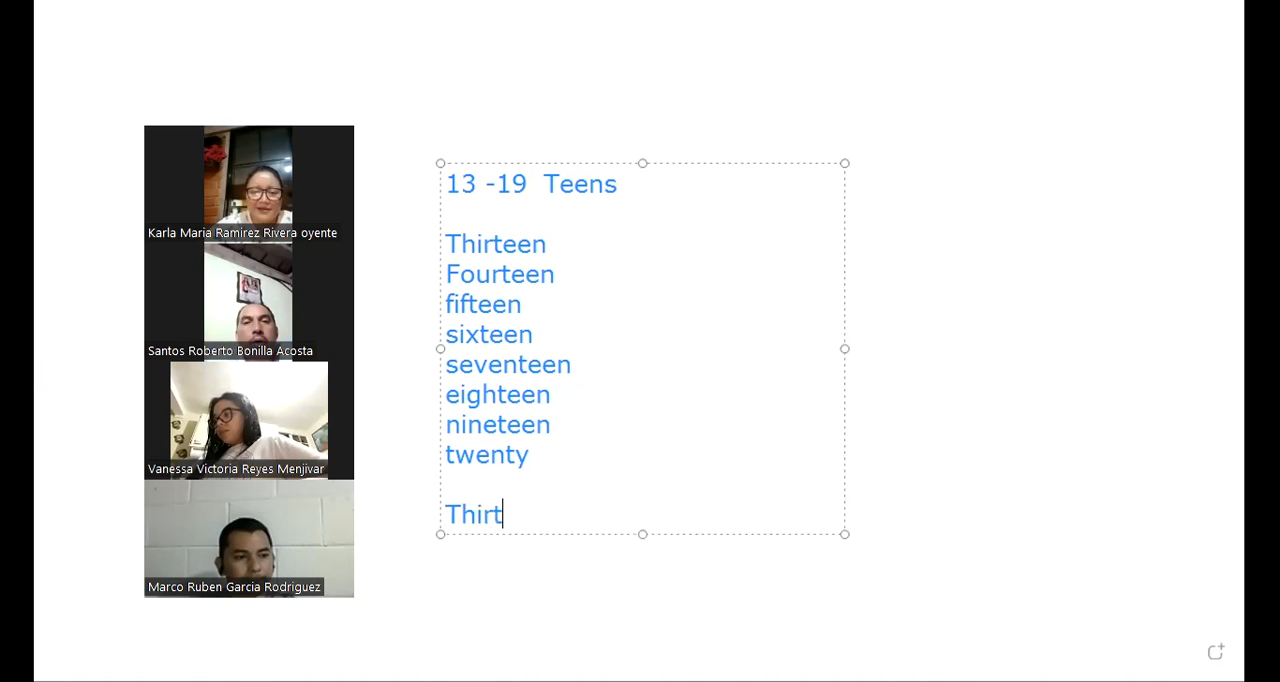 Karla Maria Ramirez Rivera oyente
Santos Roberto Bonilla Acosta
Vanessa Victoria Reyes Menjivar
Marco Ruben Garcia Rodriguez
13 -19  Teens
Thirteen
Fourteen
fifteen
sixteen
seventeen
eighteen
nineteen
twenty
Thirt